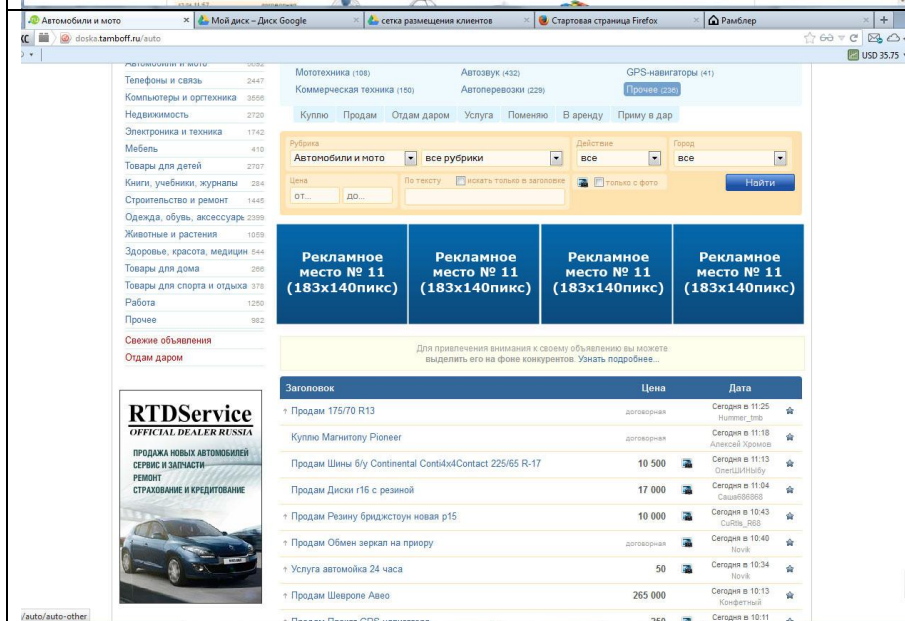 Автомобили и мото
Мой диск – Диск Google
сетка размещения клиентов
Стартовая страница Firefox
Рамблер
doska.tamboff.ru/auto
USD 35.75
Телефоны и связь 2447
Компьютеры и оргтехника 3566
Недвижимость 2720
Электроника и техника 1742
Мебель 410
Товары для детей 2787
Книги, учебники, журналы 284
Строительство и ремонт 1445
Одежда, обувь, аксессуары 2399
Животные и растения 1059
Здоровье, красота, медицин 544
Товары для дома 266
Товары для спорта и отдыха 378
Работа 1250
Прочее 982
Свежие объявления
Отдам даром
RTDService
OFFICIAL DEALER RUSSIA
ПРОДАЖА НОВЫХ АВТОМОБИЛЕЙ
СЕРВИС И ЗАПЧАСТИ
РЕМОНТ
СТРАХОВАНИЕ И КРЕДИТОВАНИЕ
/auto/auto-other
Мототехника (108) Автозвук (432) GPS-навигаторы (41)
Коммерческая техника (150) Автоперевозки (229) Прочее (236)
Куплю Продам Отдам даром Услуга Поменяю В аренду Приму в дар
Рубрика Действие Город
Автомобили и мото все рубрики все все
Цена По тексту искать только в заголовке только с фото Найти
от... до...
Рекламное место № 11 (183х140пикс)
Рекламное место № 11 (183х140пикс)
Рекламное место № 11 (183х140пикс)
Рекламное место № 11 (183х140пикс)
Для привлечения внимания к своему объявлению вы можете
выделить его на фоне конкурентов. Узнать подробнее...
Заголовок Цена Дата
↑ Продам 175/70 R13 договорная Сегодня в 11:25
Hummer_tmb
Куплю Магнитолу Pioneer договорная Сегодня в 11:18
Алексей Хромов
Продам Шины б/у Continental Conti4x4Contact 225/65 R-17 10 500 Сегодня в 11:13
ОлегШИНЫбу
Продам Диски r16 с резиной 17 000 Сегодня в 11:04
Саша686868
↑ Продам Резину бриджстоун новая р15 10 000 Сегодня в 10:43
CuRtis_R68
↑ Продам Обмен зеркал на приору договорная Сегодня в 10:40
Novik
↑ Услуга автомойка 24 часа 50 Сегодня в 10:34
Novik
↑ Продам Шевроле Авео 265 000 Сегодня в 10:13
Конфетный
Сегодня в 10:11